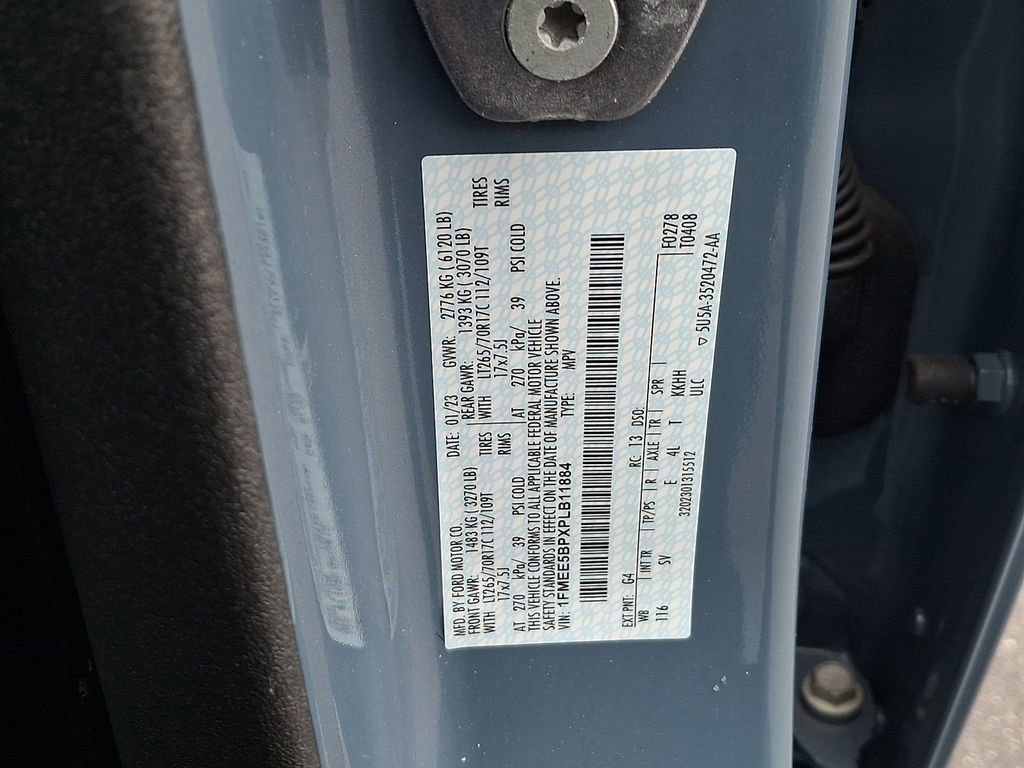 MFD. BY FORD MOTOR CO.
DATE: 01/23 GVWR: 2776 KG ( 6120 LB)
FRONT GAWR: 1483 KG ( 3270 LB) REAR GAWR: 1393 KG ( 3070 LB)
WITH LT265/70R17C 112/109T TIRES WITH LT265/70R17C 112/109T TIRES
17x7.5J RIMS 17x7.5J RIMS
AT 270 kPa/ 39 PSI COLD AT 270 kPa/ 39 PSI COLD
THIS VEHICLE CONFORMS TO ALL APPLICABLE FEDERAL MOTOR VEHICLE
SAFETY STANDARDS IN EFFECT ON THE DATE OF MANUFACTURE SHOWN ABOVE.
VIN: 1FMEE5BPXPLB11884 TYPE: MPV
EXT PNT: G4 RC: 13 DSO: F0278
WB INTTR TP/PS R AXLE TR SPR T0408
116 SV E 4L T KKHH
ULC
3202301315512 ▽ 5U5A-3520472-AA